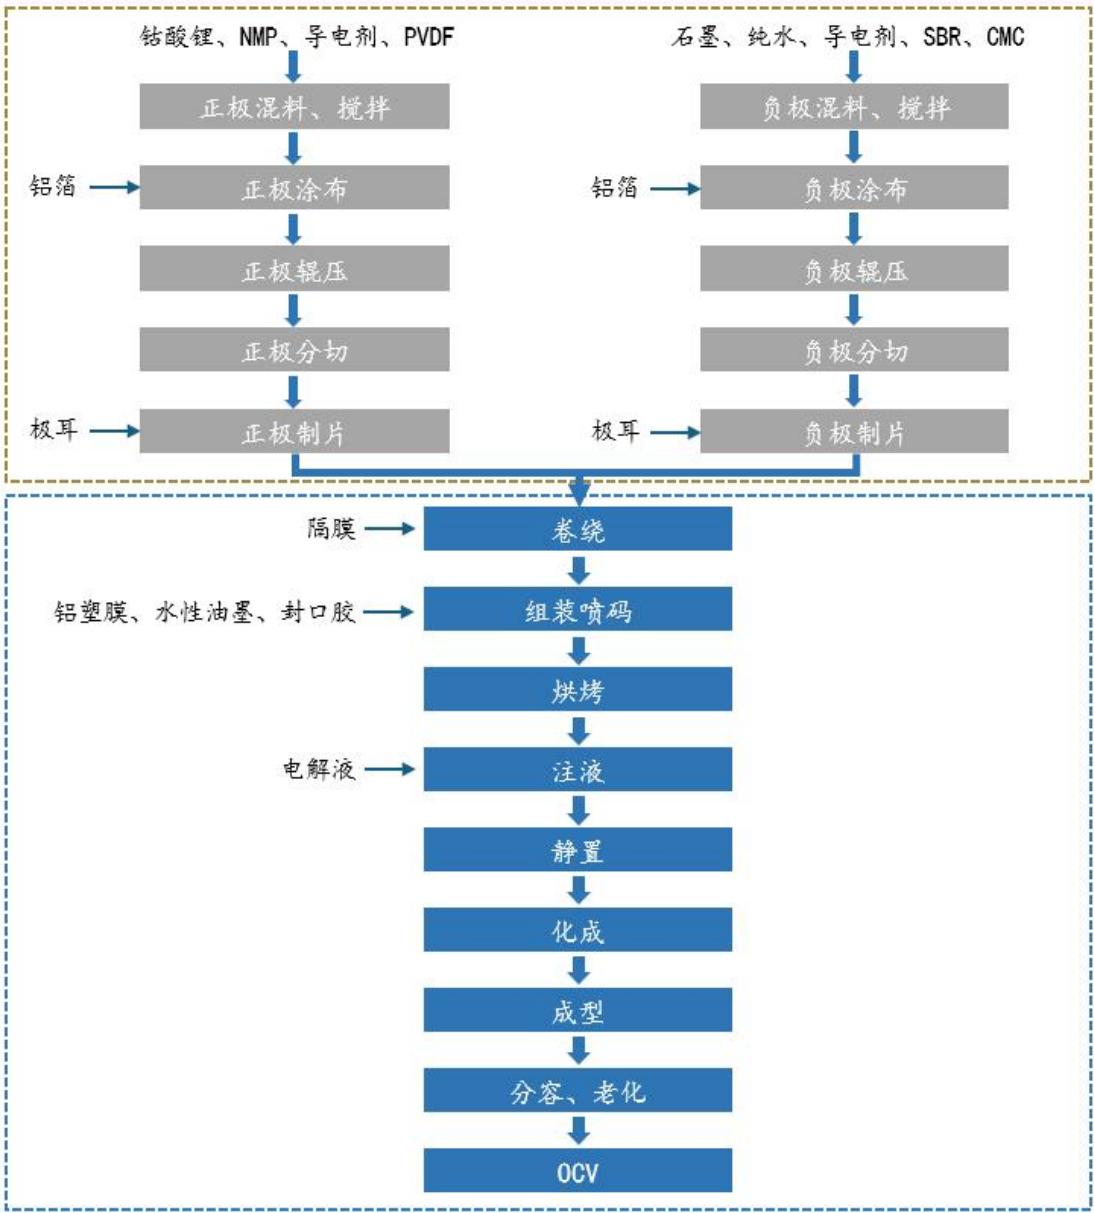 钴酸锂、NMP、导电剂、PVDF
正极混料、搅拌
铝箔
正极涂布
正极辊压
正极分切
极耳
正极制片
石墨、纯水、导电剂、SBR、CMC
负极混料、搅拌
铝箔
负极涂布
负极辊压
负极分切
极耳
负极制片
隔膜
卷绕
铝塑膜、水性油墨、封口胶
组装喷码
烘烤
电解液
注液
静置
化成
成型
分容、老化
OCV